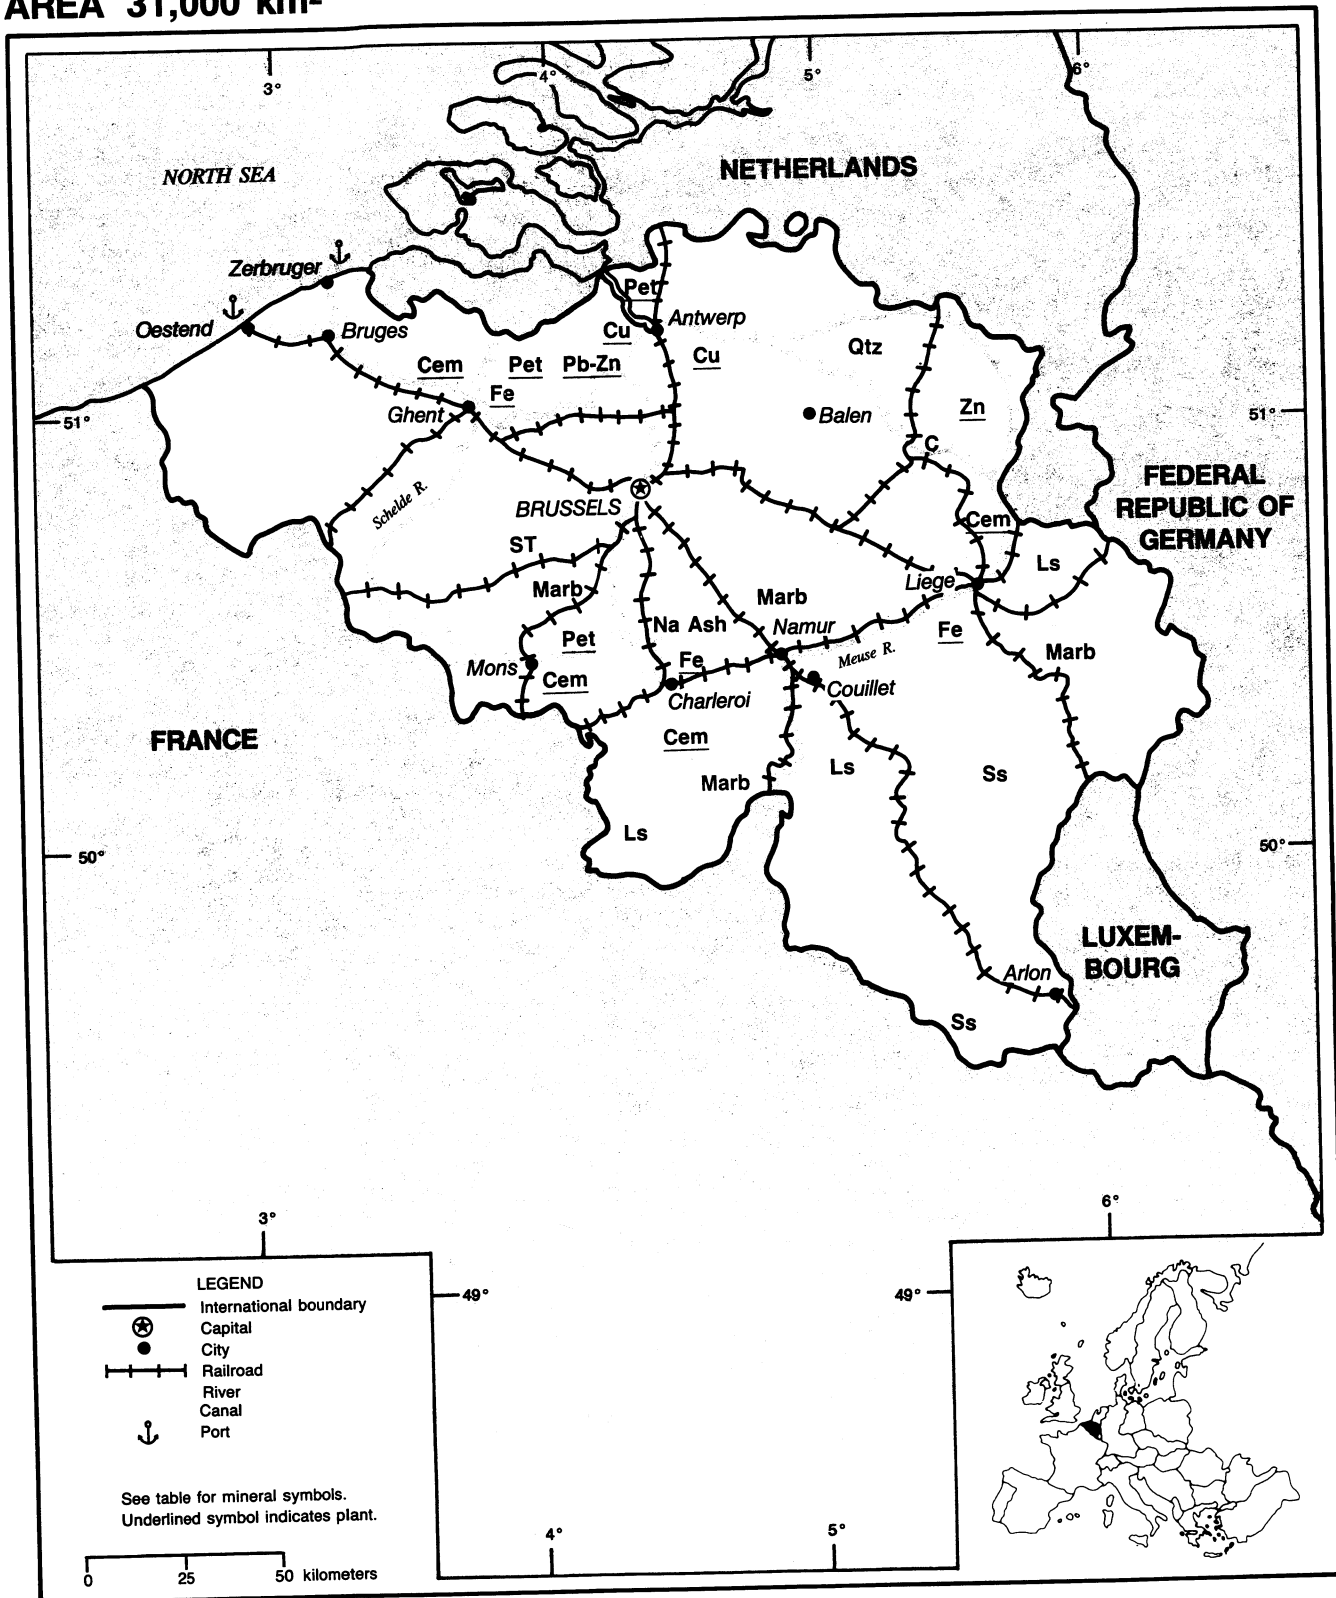 AREA 31,000 km²
3°
4°
5°
6°
NORTH SEA
NETHERLANDS
Zerbruger
Pet
Oestend
Bruges
Antwerp
Cu
Cem
Pet
Pb-Zn
Cu
Qtz
Fe
Zn
Ghent
Balen
51°
51°
C
FEDERAL
REPUBLIC OF
GERMANY
Schelde R.
BRUSSELS
Cem
ST
Ls
Liege
Marb
Marb
Na Ash
Namur
Fe
Pet
Meuse R.
Marb
Mons
Fe
Cem
Couillet
Charleroi
FRANCE
Cem
Ls
Ss
Marb
Ls
50°
50°
LUXEM-
BOURG
Arlon
Ss
3°
6°
LEGEND
International boundary
Capital
City
Railroad
River
Canal
Port
49°
49°
See table for mineral symbols.
Underlined symbol indicates plant.
4°
5°
0 25 50 kilometers